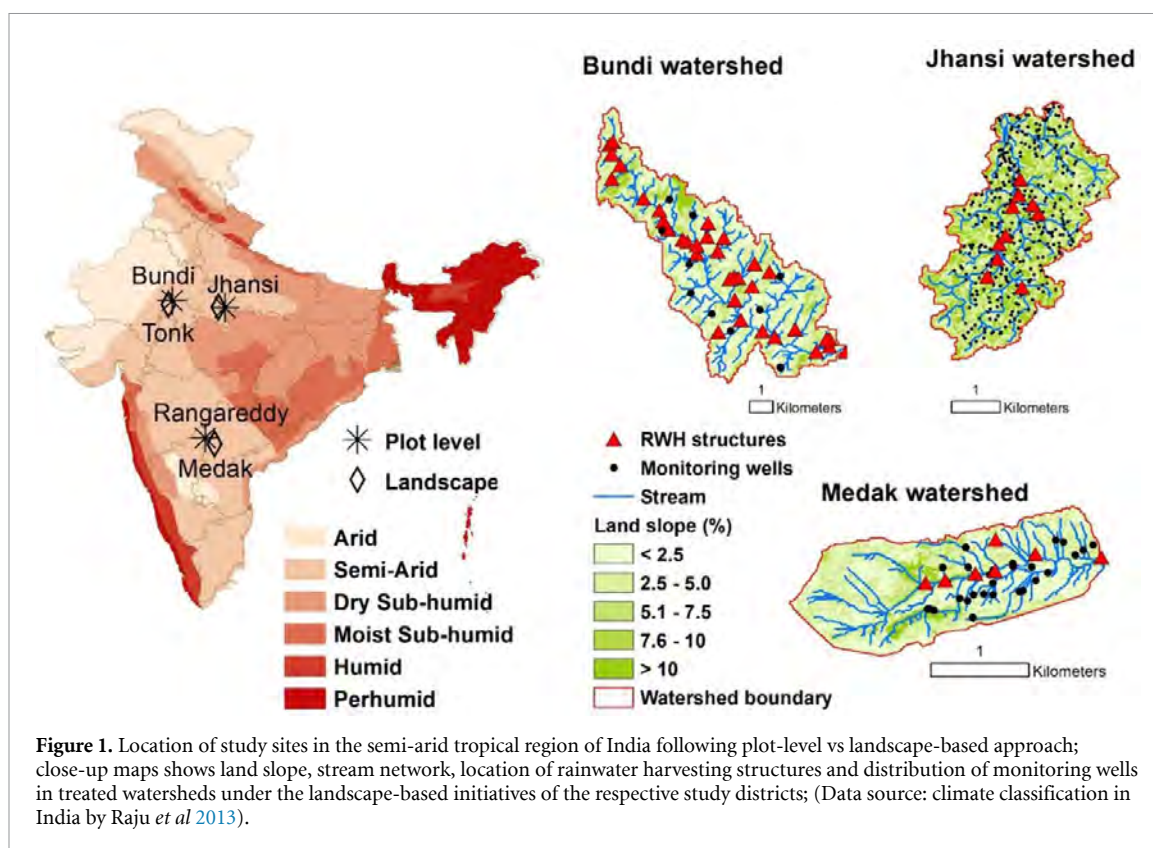 Bundi watershed
Jhansi watershed
Bundi
Jhansi
Tonk
Rangareddy
Medak
Plot level
Landscape
Arid
Semi-Arid
Dry Sub-humid
Moist Sub-humid
Humid
Perhumid
1
Kilometers
1
Kilometers
RWH structures
Monitoring wells
Stream
Land slope (%)
< 2.5
2.5 - 5.0
5.1 - 7.5
7.6 - 10
> 10
Watershed boundary
Medak watershed
1
Kilometers
Figure 1. Location of study sites in the semi-arid tropical region of India following plot-level vs landscape-based approach;
close-up maps shows land slope, stream network, location of rainwater harvesting structures and distribution of monitoring wells
in treated watersheds under the landscape-based initiatives of the respective study districts; (Data source: climate classification in
India by Raju et al 2013).